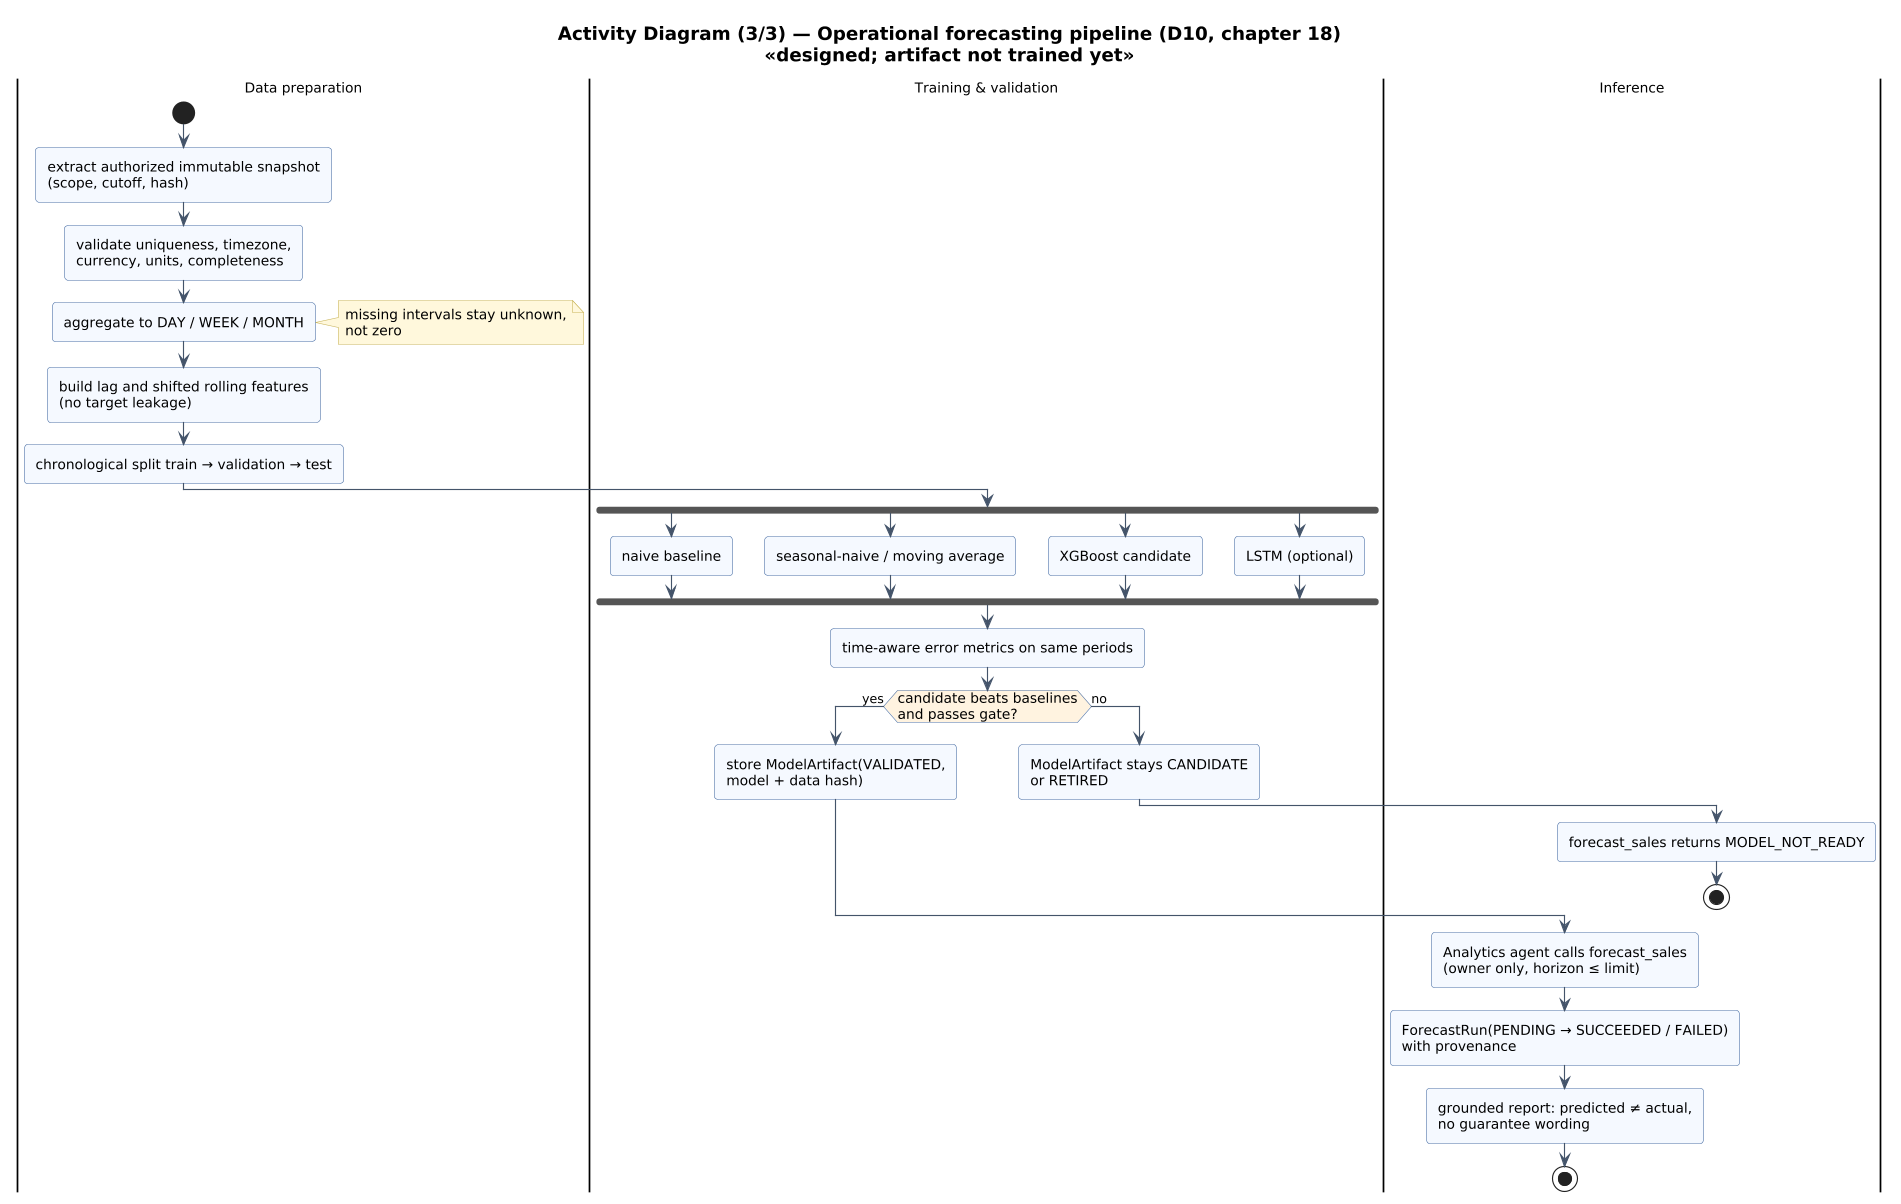 Activity Diagram (3/3) — Operational forecasting pipeline (D10, chapter 18)
«designed; artifact not trained yet»
Data preparation
Training & validation
Inference
extract authorized immutable snapshot
(scope, cutoff, hash)
validate uniqueness, timezone,
currency, units, completeness
aggregate to DAY / WEEK / MONTH
missing intervals stay unknown,
not zero
build lag and shifted rolling features
(no target leakage)
chronological split train → validation → test
naive baseline
seasonal-naive / moving average
XGBoost candidate
LSTM (optional)
time-aware error metrics on same periods
yes
candidate beats baselines
and passes gate?
no
store ModelArtifact(VALIDATED,
model + data hash)
ModelArtifact stays CANDIDATE
or RETIRED
forecast_sales returns MODEL_NOT_READY
Analytics agent calls forecast_sales
(owner only, horizon ≤ limit)
ForecastRun(PENDING → SUCCEEDED / FAILED)
with provenance
grounded report: predicted ≠ actual,
no guarantee wording